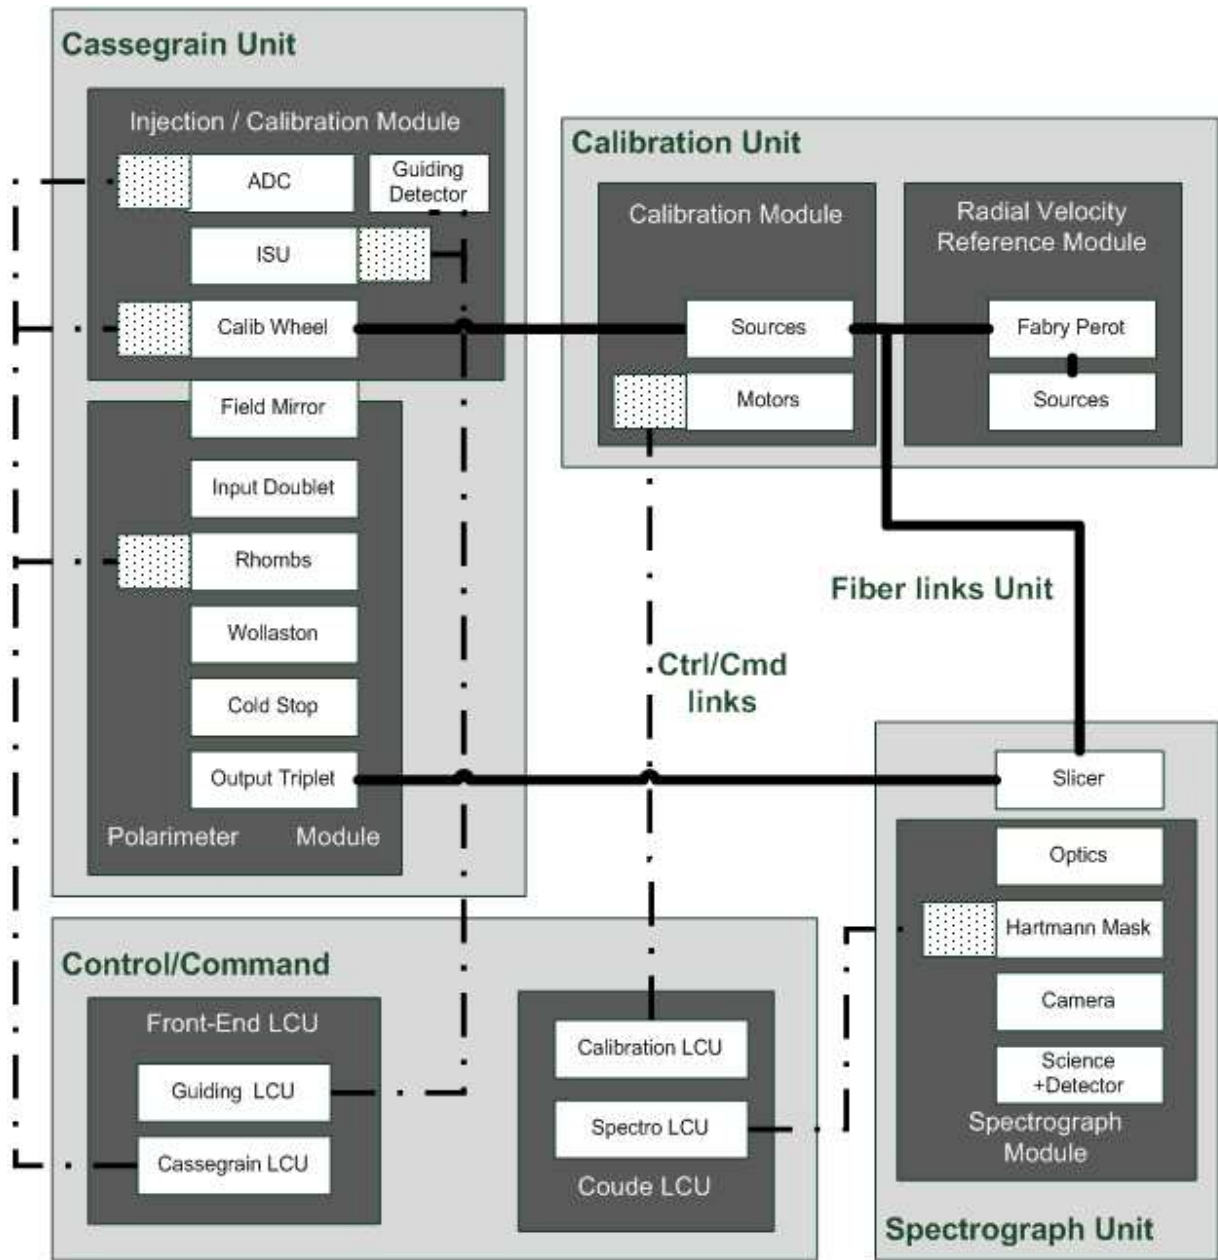 Cassegrain Unit
Injection / Calibration Module
ADC
Guiding
Detector
ISU
Calib Wheel
Field Mirror
Input Doublet
Rhombs
Wollaston
Cold Stop
Output Triplet
Polarimeter Module
Calibration Unit
Calibration Module
Sources
Motors
Radial Velocity
Reference Module
Fabry Perot
Sources
Fiber links Unit
Ctrl/Cmd
links
Slicer
Optics
Hartmann Mask
Camera
Science
+Detector
Spectrograph
Module
Spectrograph Unit
Control/Command
Front-End LCU
Guiding LCU
Cassegrain LCU
Calibration LCU
Spectro LCU
Coude LCU